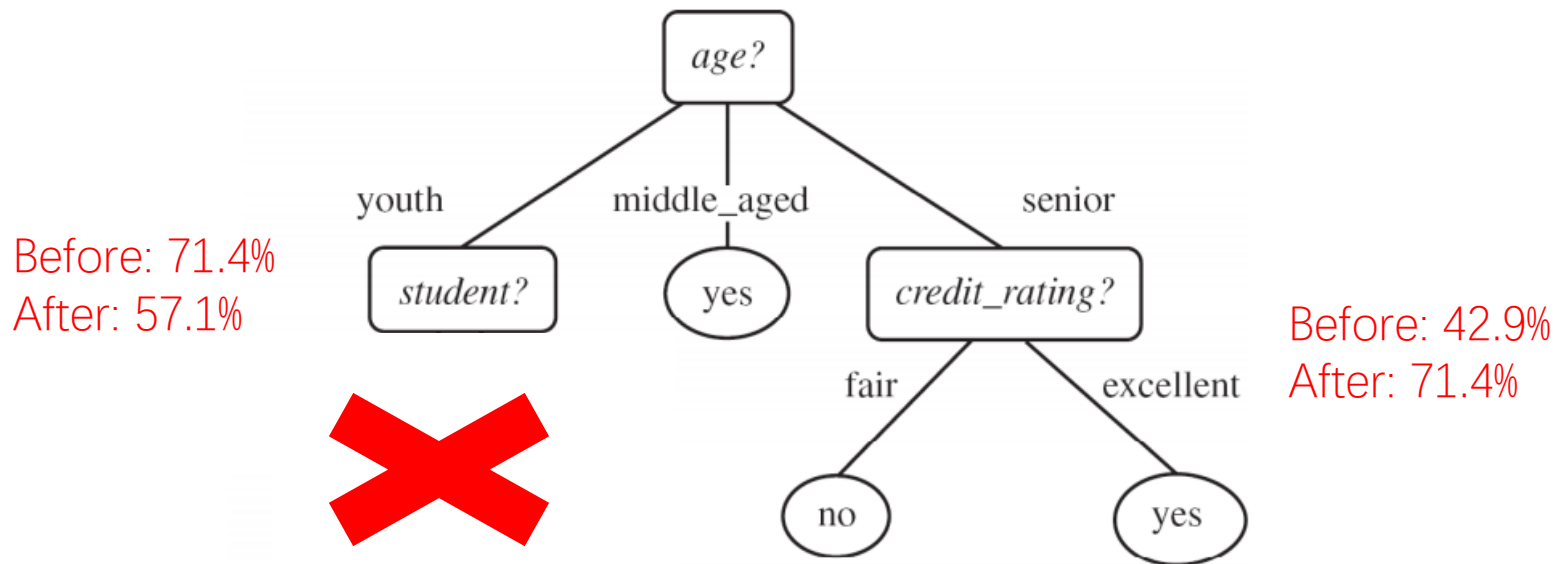 age?
youth
middle_aged
senior
Before: 71.4%
After: 57.1%
student?
yes
credit_rating?
Before: 42.9%
After: 71.4%
fair
excellent
no
yes